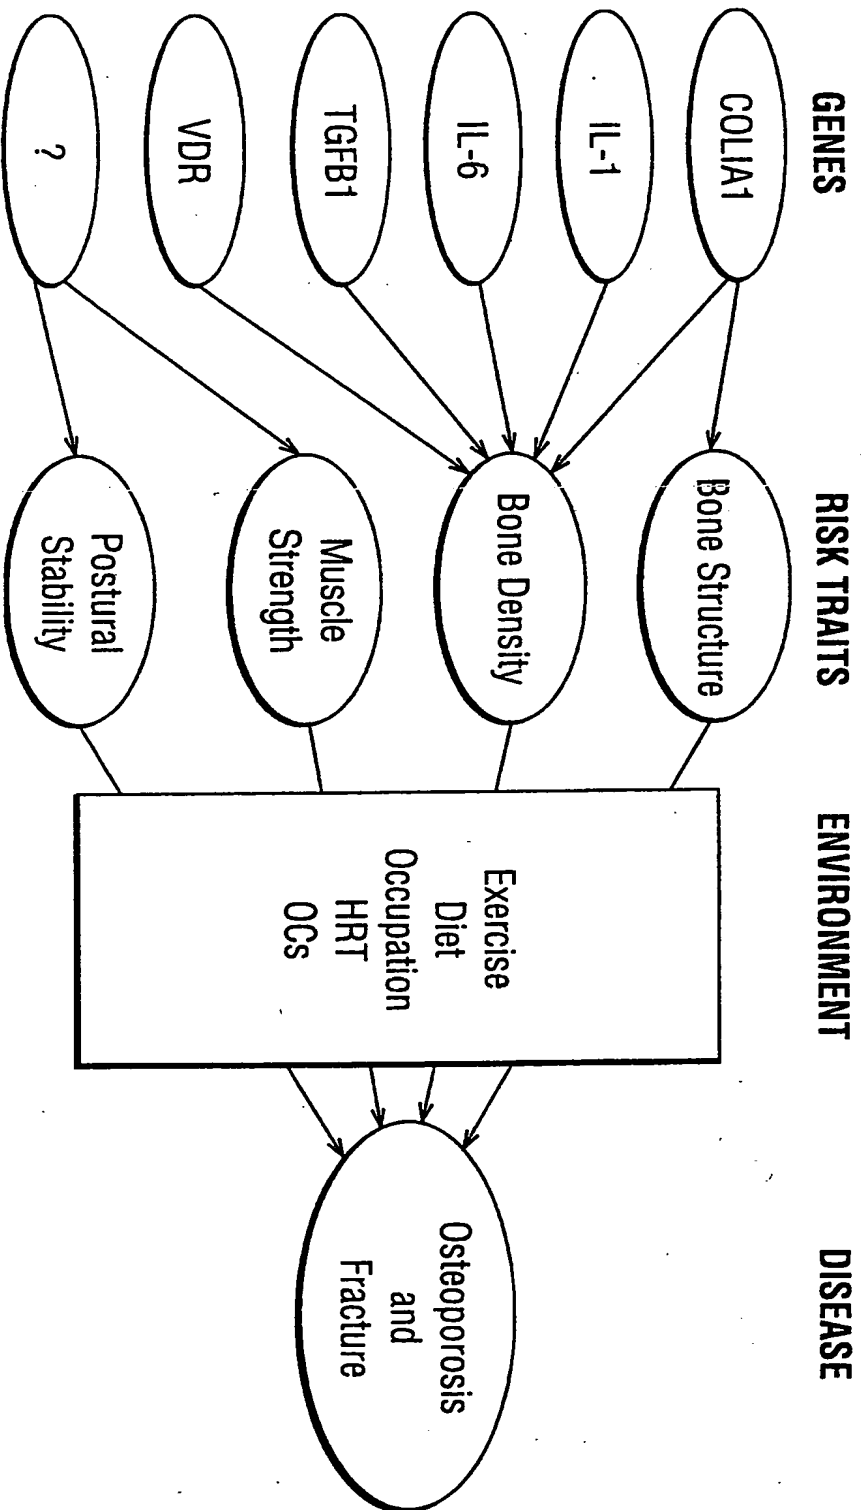 GENES
RISK TRAITS
ENVIRONMENT
DISEASE
COLIA1
IL-1
IL-6
TGFB1
VDR
?
Bone Structure
Bone Density
Muscle
Strength
Postural
Stability
Exercise
Diet
Occupation
HRT
OCs
Osteoporosis
and
Fracture